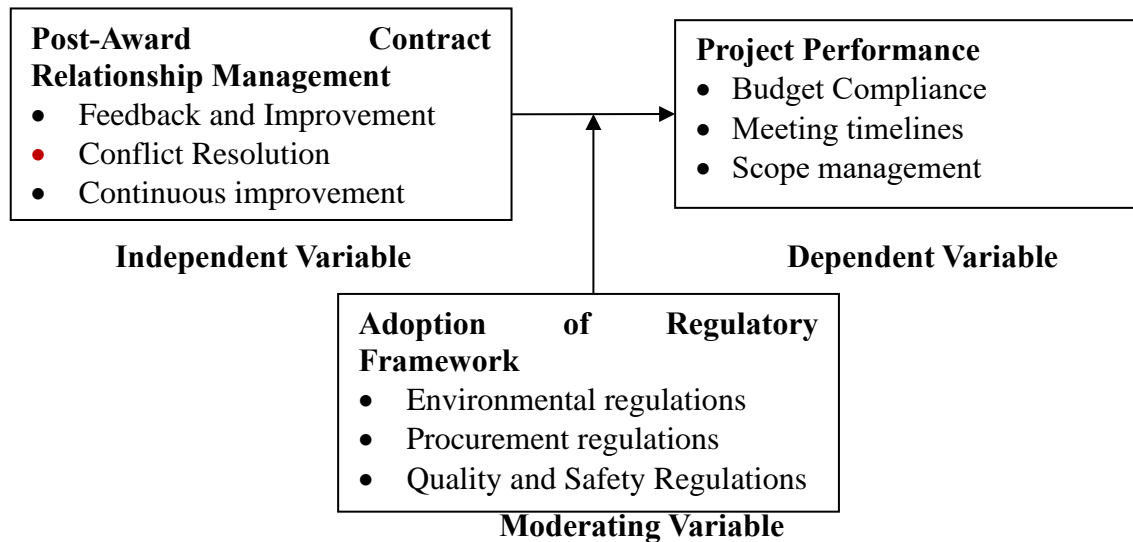 Post-Award Contract
Relationship Management
• Feedback and Improvement
• Conflict Resolution
• Continuous improvement
Independent Variable
Project Performance
• Budget Compliance
• Meeting timelines
• Scope management
Dependent Variable
Adoption of Regulatory
Framework
• Environmental regulations
• Procurement regulations
• Quality and Safety Regulations
Moderating Variable